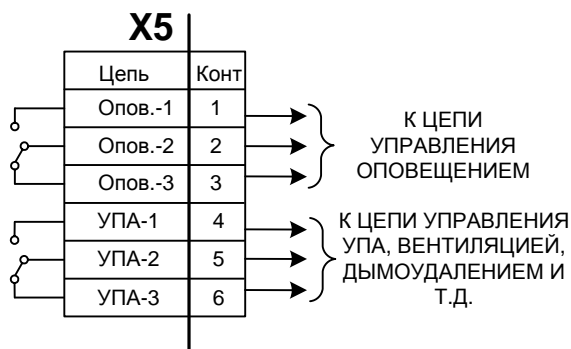 X5
Цепь Конт
Опов.-1 1
Опов.-2 2
Опов.-3 3
УПА-1 4
УПА-2 5
УПА-3 6
К ЦЕПИ
УПРАВЛЕНИЯ
ОПОВЕЩЕНИЕМ
К ЦЕПИ УПРАВЛЕНИЯ
УПА, ВЕНТИЛЯЦИЕЙ,
ДЫМОУДАЛЕНИЕМ И
Т.Д.